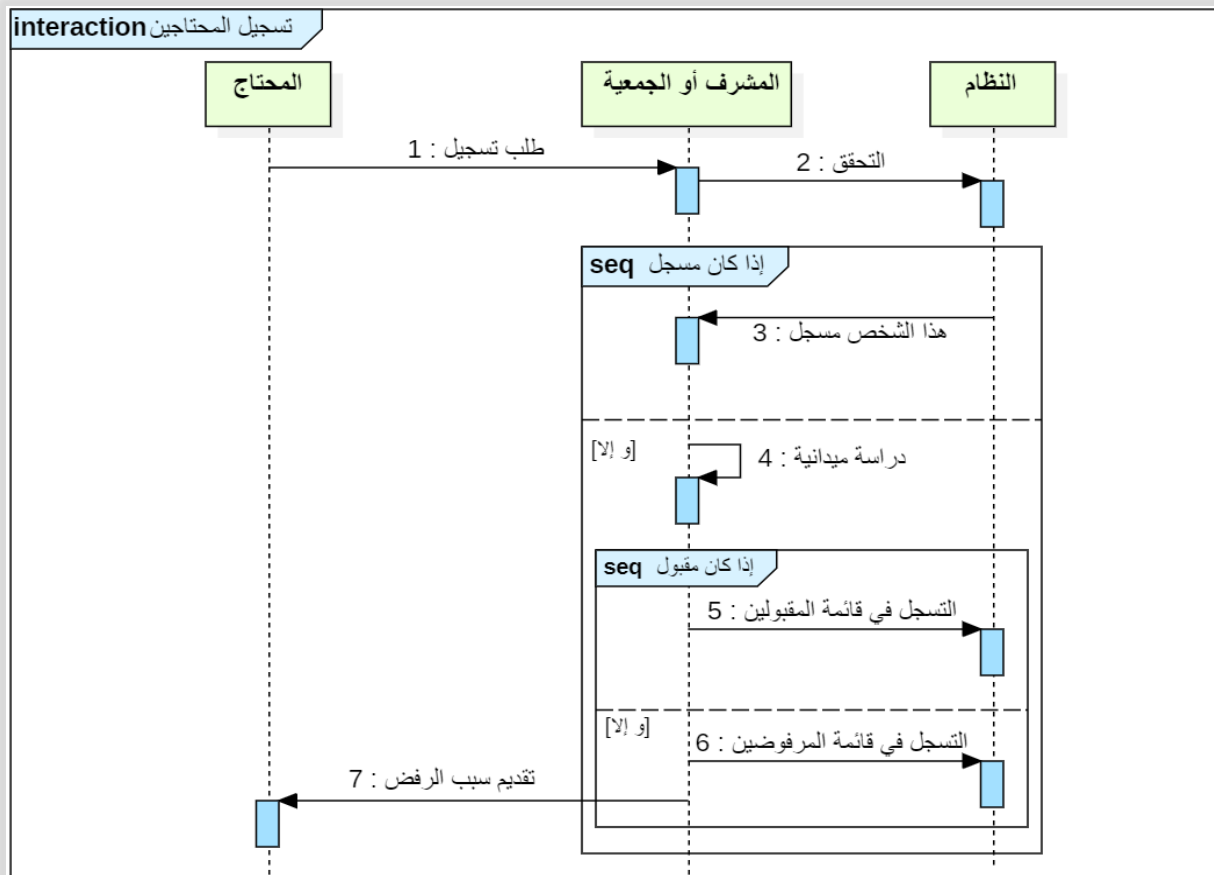 interaction تسجيل المحتاجين
المحتاج
المشرف أو الجمعية
النظام
1 : طلب تسجيل
2 : التحقق
seq إذا كان مسجل
3 : هذا الشخص مسجل
[و إلا]
4 : دراسة ميدانية
seq إذا كان مقبول
5 : التسجل في قائمة المقبولين
[و إلا]
6 : التسجل في قائمة المرفوضين
7 : تقديم سبب الرفض